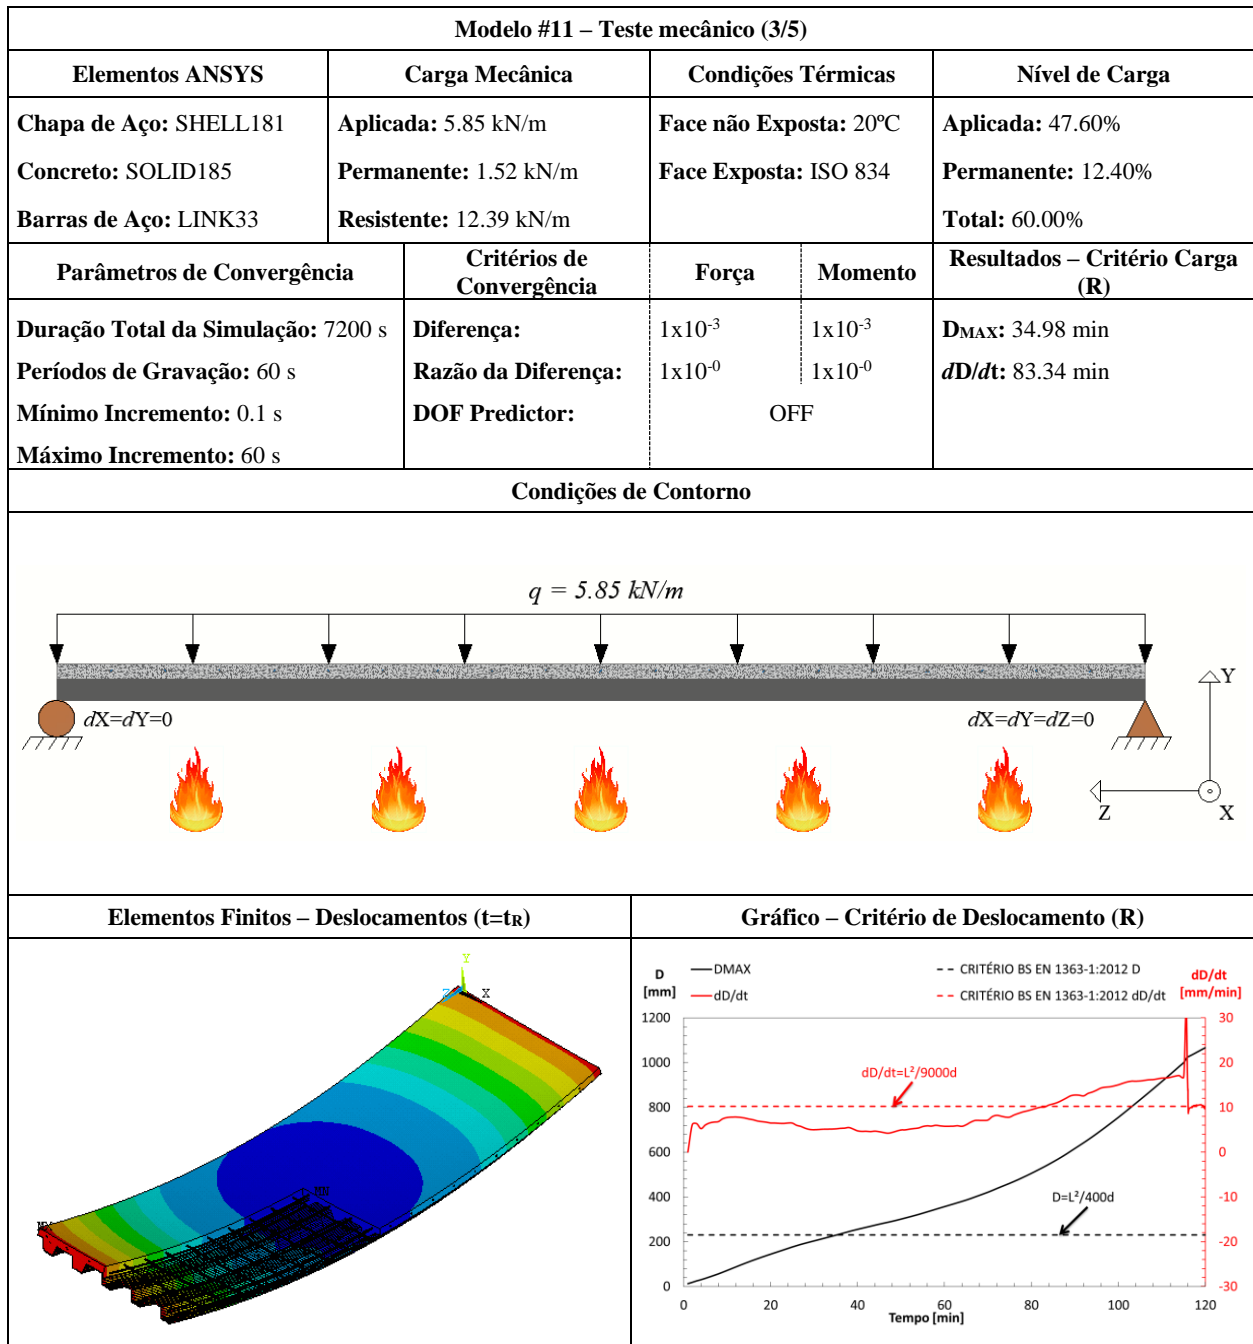 Modelo #11 – Teste mecânico (3/5)
Elementos ANSYS
Carga Mecânica
Condições Térmicas
Nível de Carga
Chapa de Aço: SHELL181
Concreto: SOLID185
Barras de Aço: LINK33
Aplicada: 5.85 kN/m
Permanente: 1.52 kN/m
Resistente: 12.39 kN/m
Face não Exposta: 20ºC
Face Exposta: ISO 834
Aplicada: 47.60%
Permanente: 12.40%
Total: 60.00%
Parâmetros de Convergência
Critérios de
Convergência
Força
Momento
Resultados – Critério Carga
(R)
Duração Total da Simulação: 7200 s
Períodos de Gravação: 60 s
Mínimo Incremento: 0.1 s
Máximo Incremento: 60 s
Diferença: 1x10-3 1x10-3
Razão da Diferença: 1x10-0 1x10-0
DOF Predictor: OFF
DMAX: 34.98 min
dD/dt: 83.34 min
Condições de Contorno
q = 5.85 kN/m
dX=dY=0
dX=dY=dZ=0
Y
Z
X
Elementos Finitos – Deslocamentos (t=tR)
Y
Z
X
Gráfico – Critério de Deslocamento (R)
D
[mm]
DMAX
dD/dt
CRITÉRIO BS EN 1363-1:2012 D
CRITÉRIO BS EN 1363-1:2012 dD/dt
dD/dt
[mm/min]
1200
1000
800
600
400
200
0
30
20
10
0
-10
-20
-30
dD/dt=L²/9000d
D=L²/400d
0 20 40 60 80 100 120
Tempo [min]